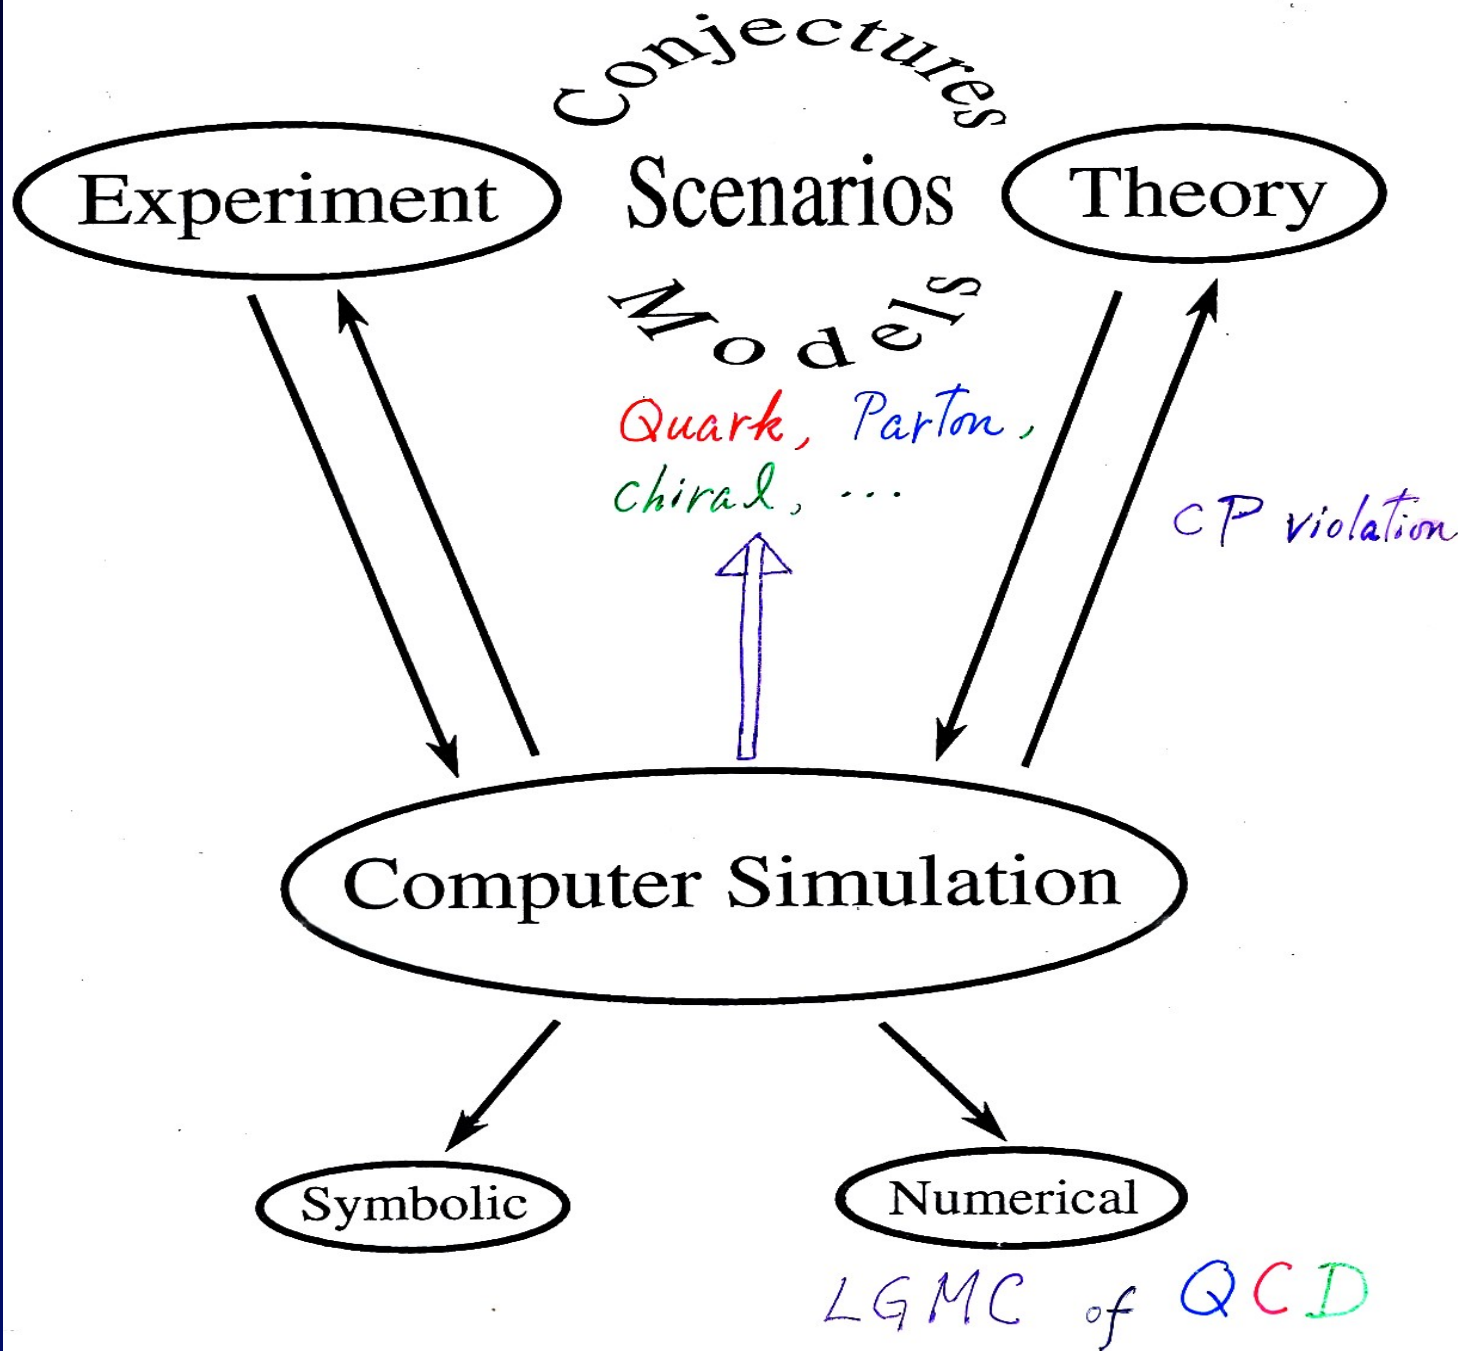 Conjectures
Experiment
Scenarios
Theory
Models
Quark, Parton,
chiral, ...
CP violation
Computer Simulation
Symbolic
Numerical
LGMC of QCD